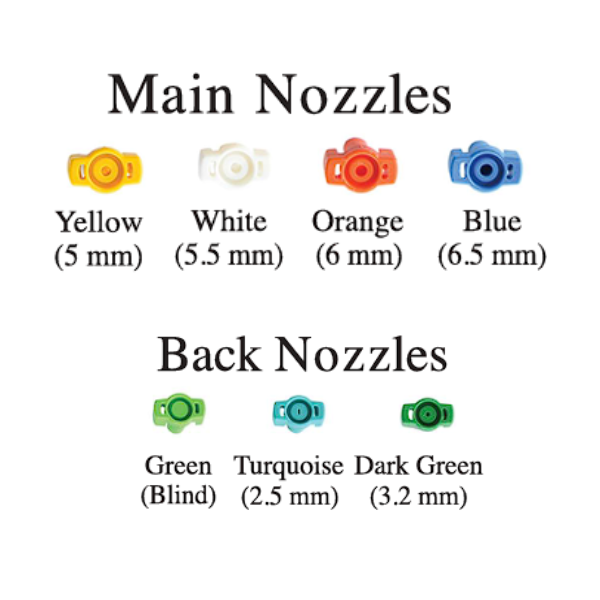 Main Nozzles
Yellow White Orange Blue
(5 mm) (5.5 mm) (6 mm) (6.5 mm)
Back Nozzles
Green Turquoise Dark Green
(Blind) (2.5 mm) (3.2 mm)